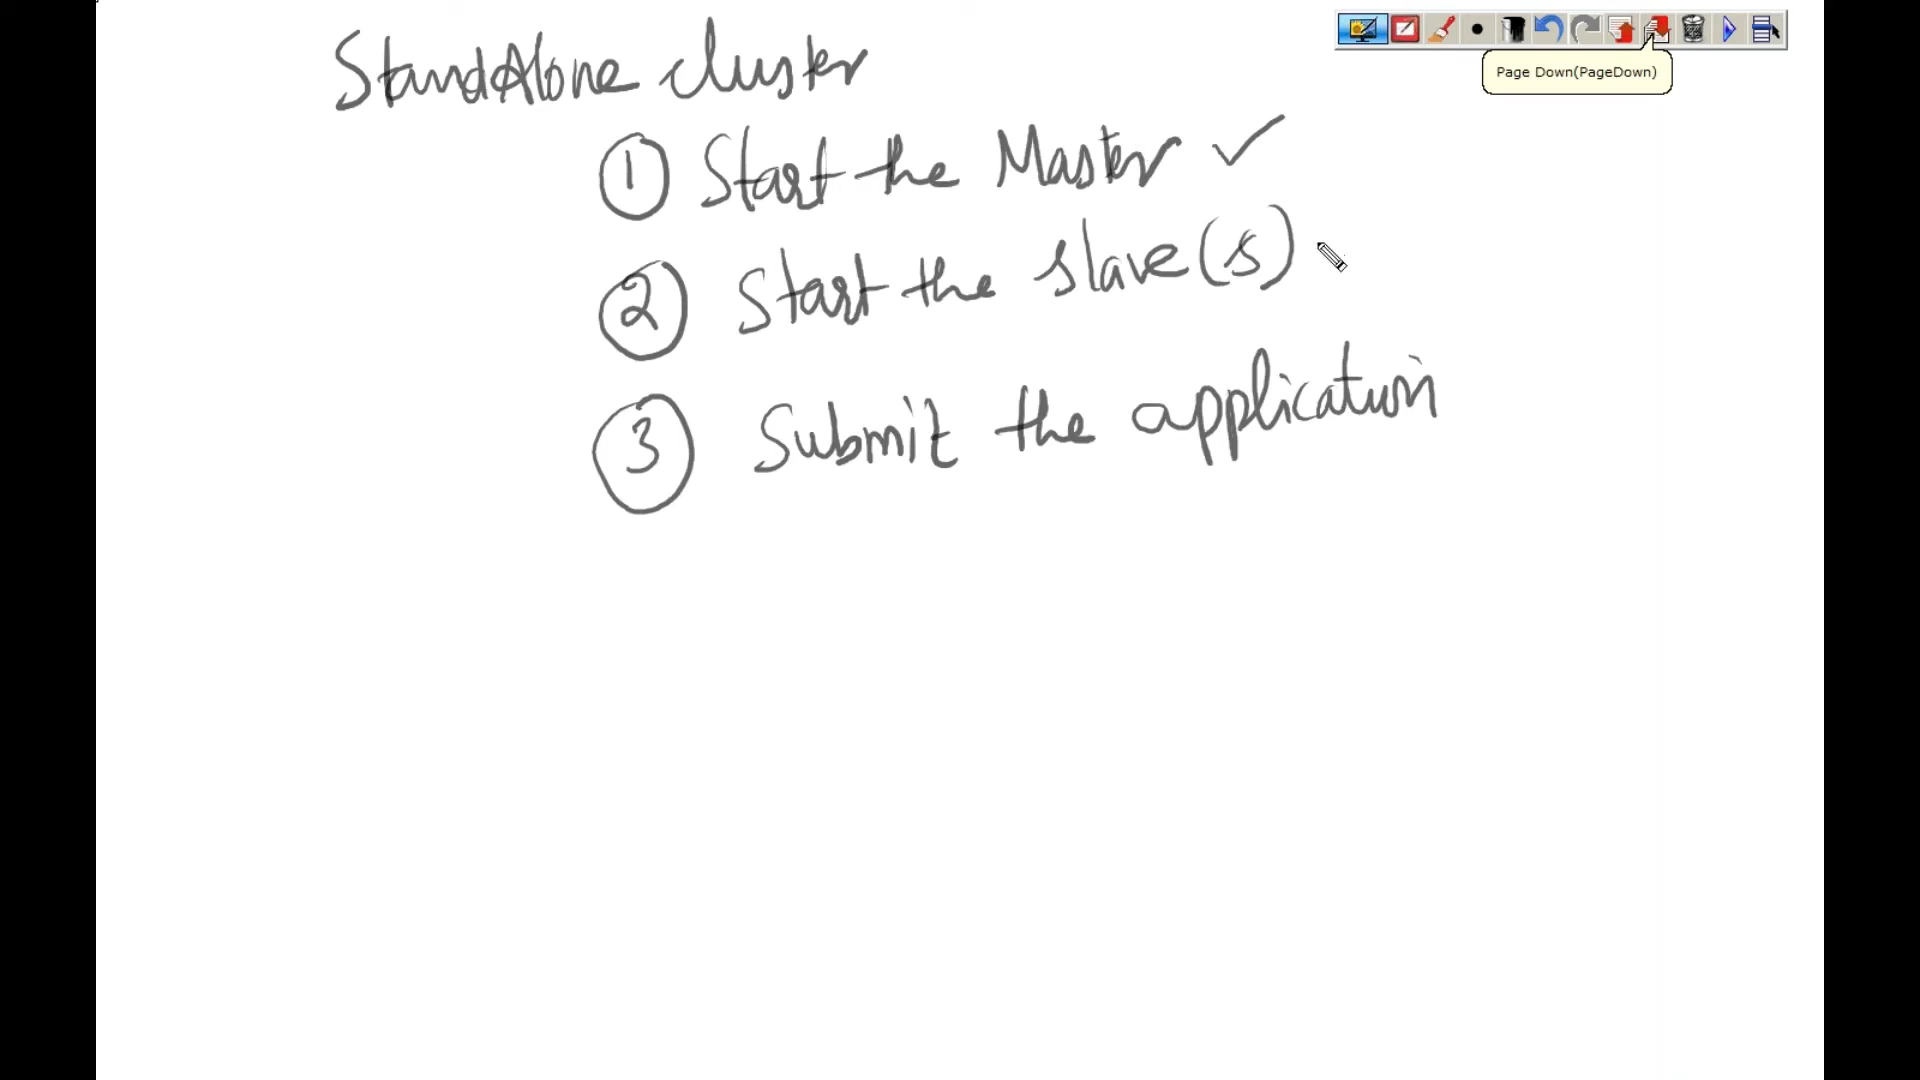 StandAlone cluster
① Start the Master ✓
② Start the slave(s)
③ Submit the application
Page Down(PageDown)